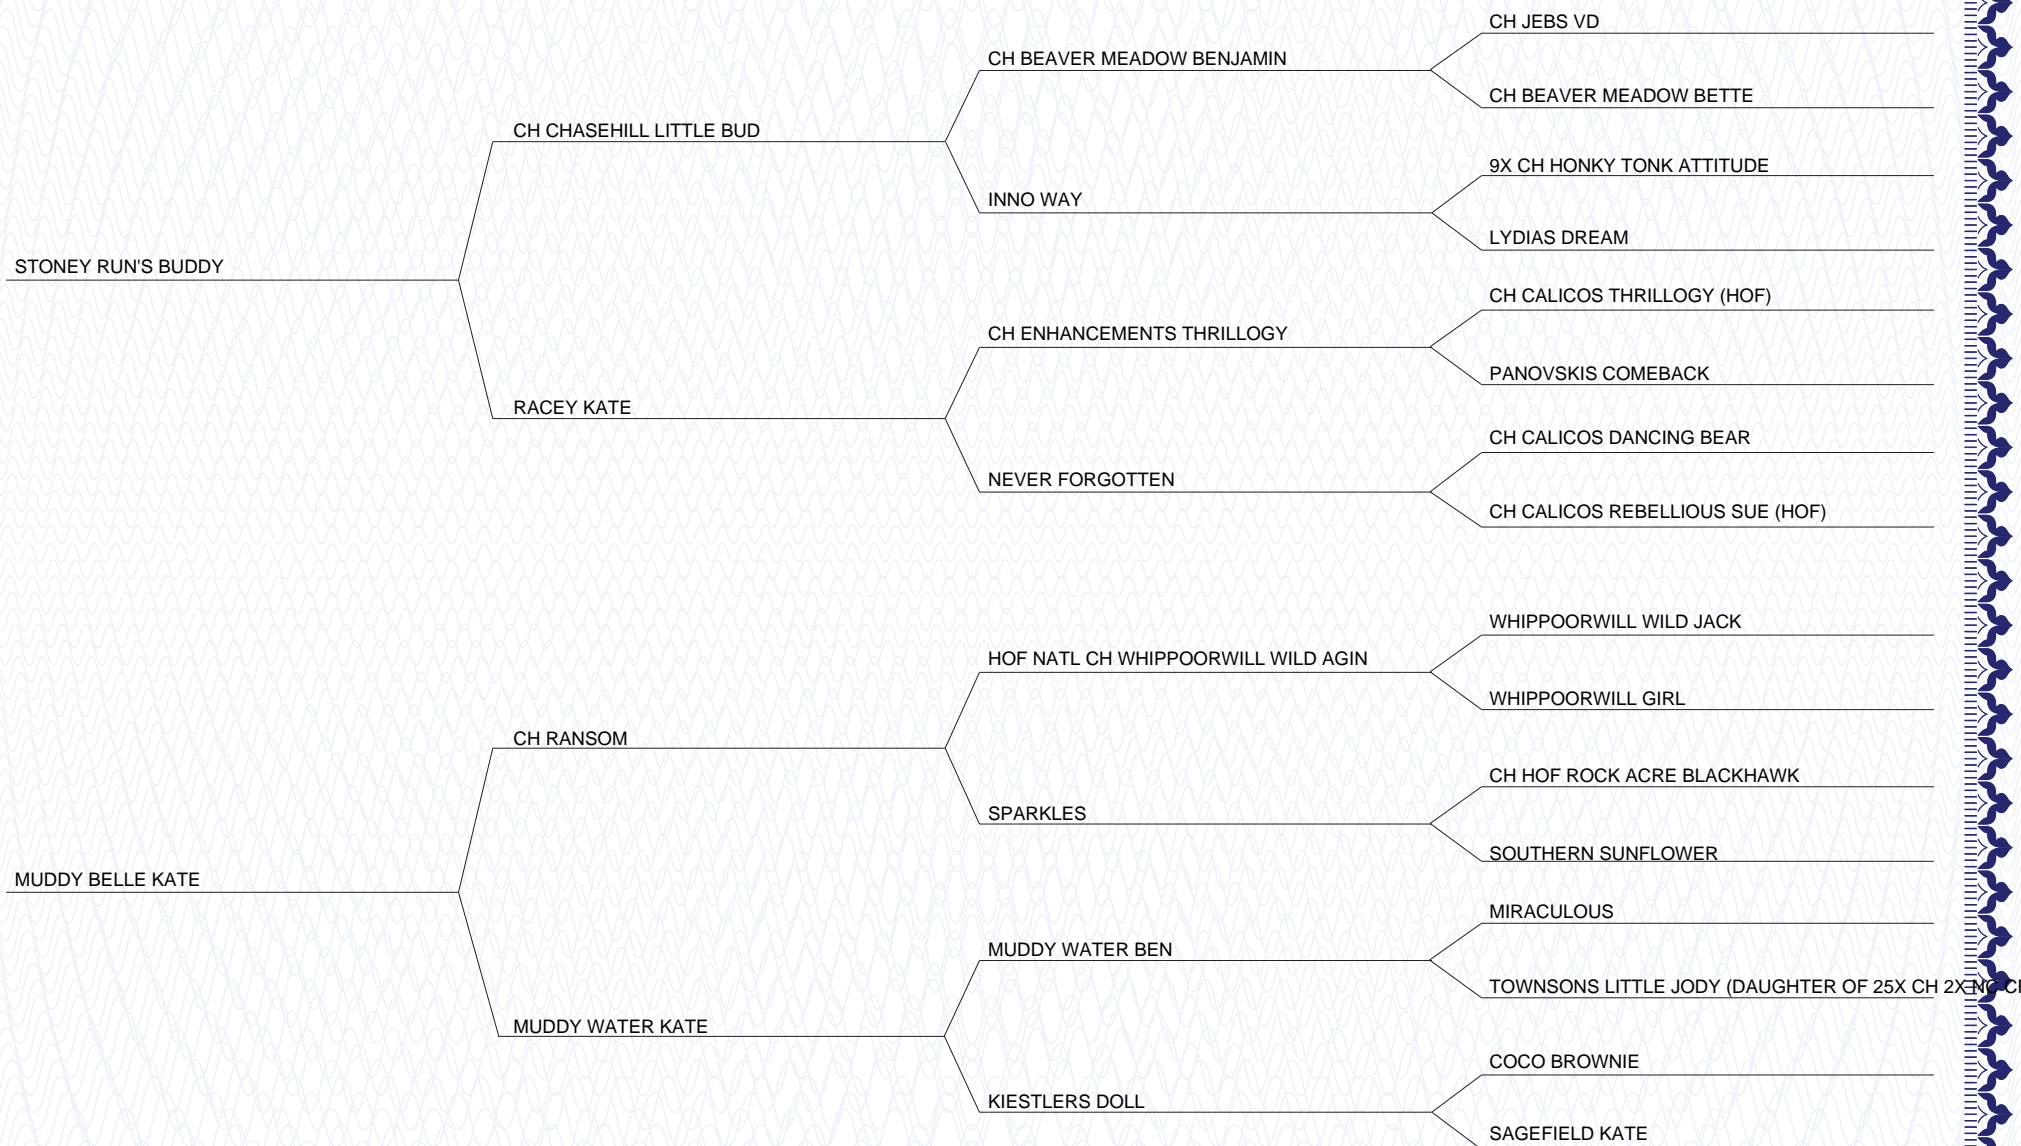 CH JEBS VD
CH BEAVER MEADOW BENJAMIN
CH BEAVER MEADOW BETTE
CH CHASEHILL LITTLE BUD
9X CH HONKY TONK ATTITUDE
INNO WAY
LYDIAS DREAM
STONEY RUN'S BUDDY
CH CALICOS THRILLOGY (HOF)
CH ENHANCEMENTS THRILLOGY
PANOVSKIS COMEBACK
RACEY KATE
CH CALICOS DANCING BEAR
NEVER FORGOTTEN
CH CALICOS REBELLIOUS SUE (HOF)
WHIPPOORWILL WILD JACK
HOF NATL CH WHIPPOORWILL WILD AGIN
WHIPPOORWILL GIRL
CH RANSOM
CH HOF ROCK ACRE BLACKHAWK
SPARKLES
SOUTHERN SUNFLOWER
MUDDY BELLE KATE
MIRACULOUS
MUDDY WATER BEN
TOWNSONS LITTLE JODY (DAUGHTER OF 25X CH 2X NC
MUDDY WATER KATE
COCO BROWNIE
KIESTLERS DOLL
SAGEFIELD KATE